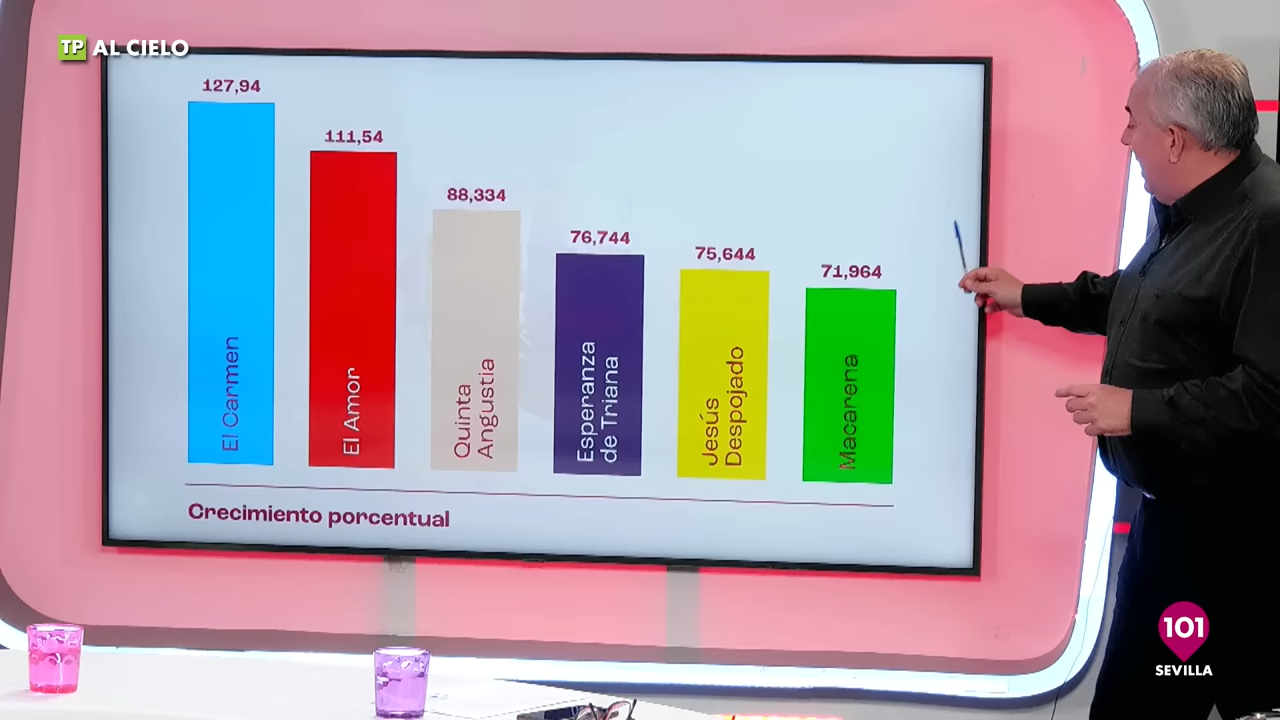 TP AL CIELO
127,94
111,54
88,334
76,744
75,644
71,964
El Carmen
El Amor
Quinta
Angustia
Esperanza
de Triana
Jesús
Despojado
Macarena
Crecimiento porcentual
101
SEVILLA